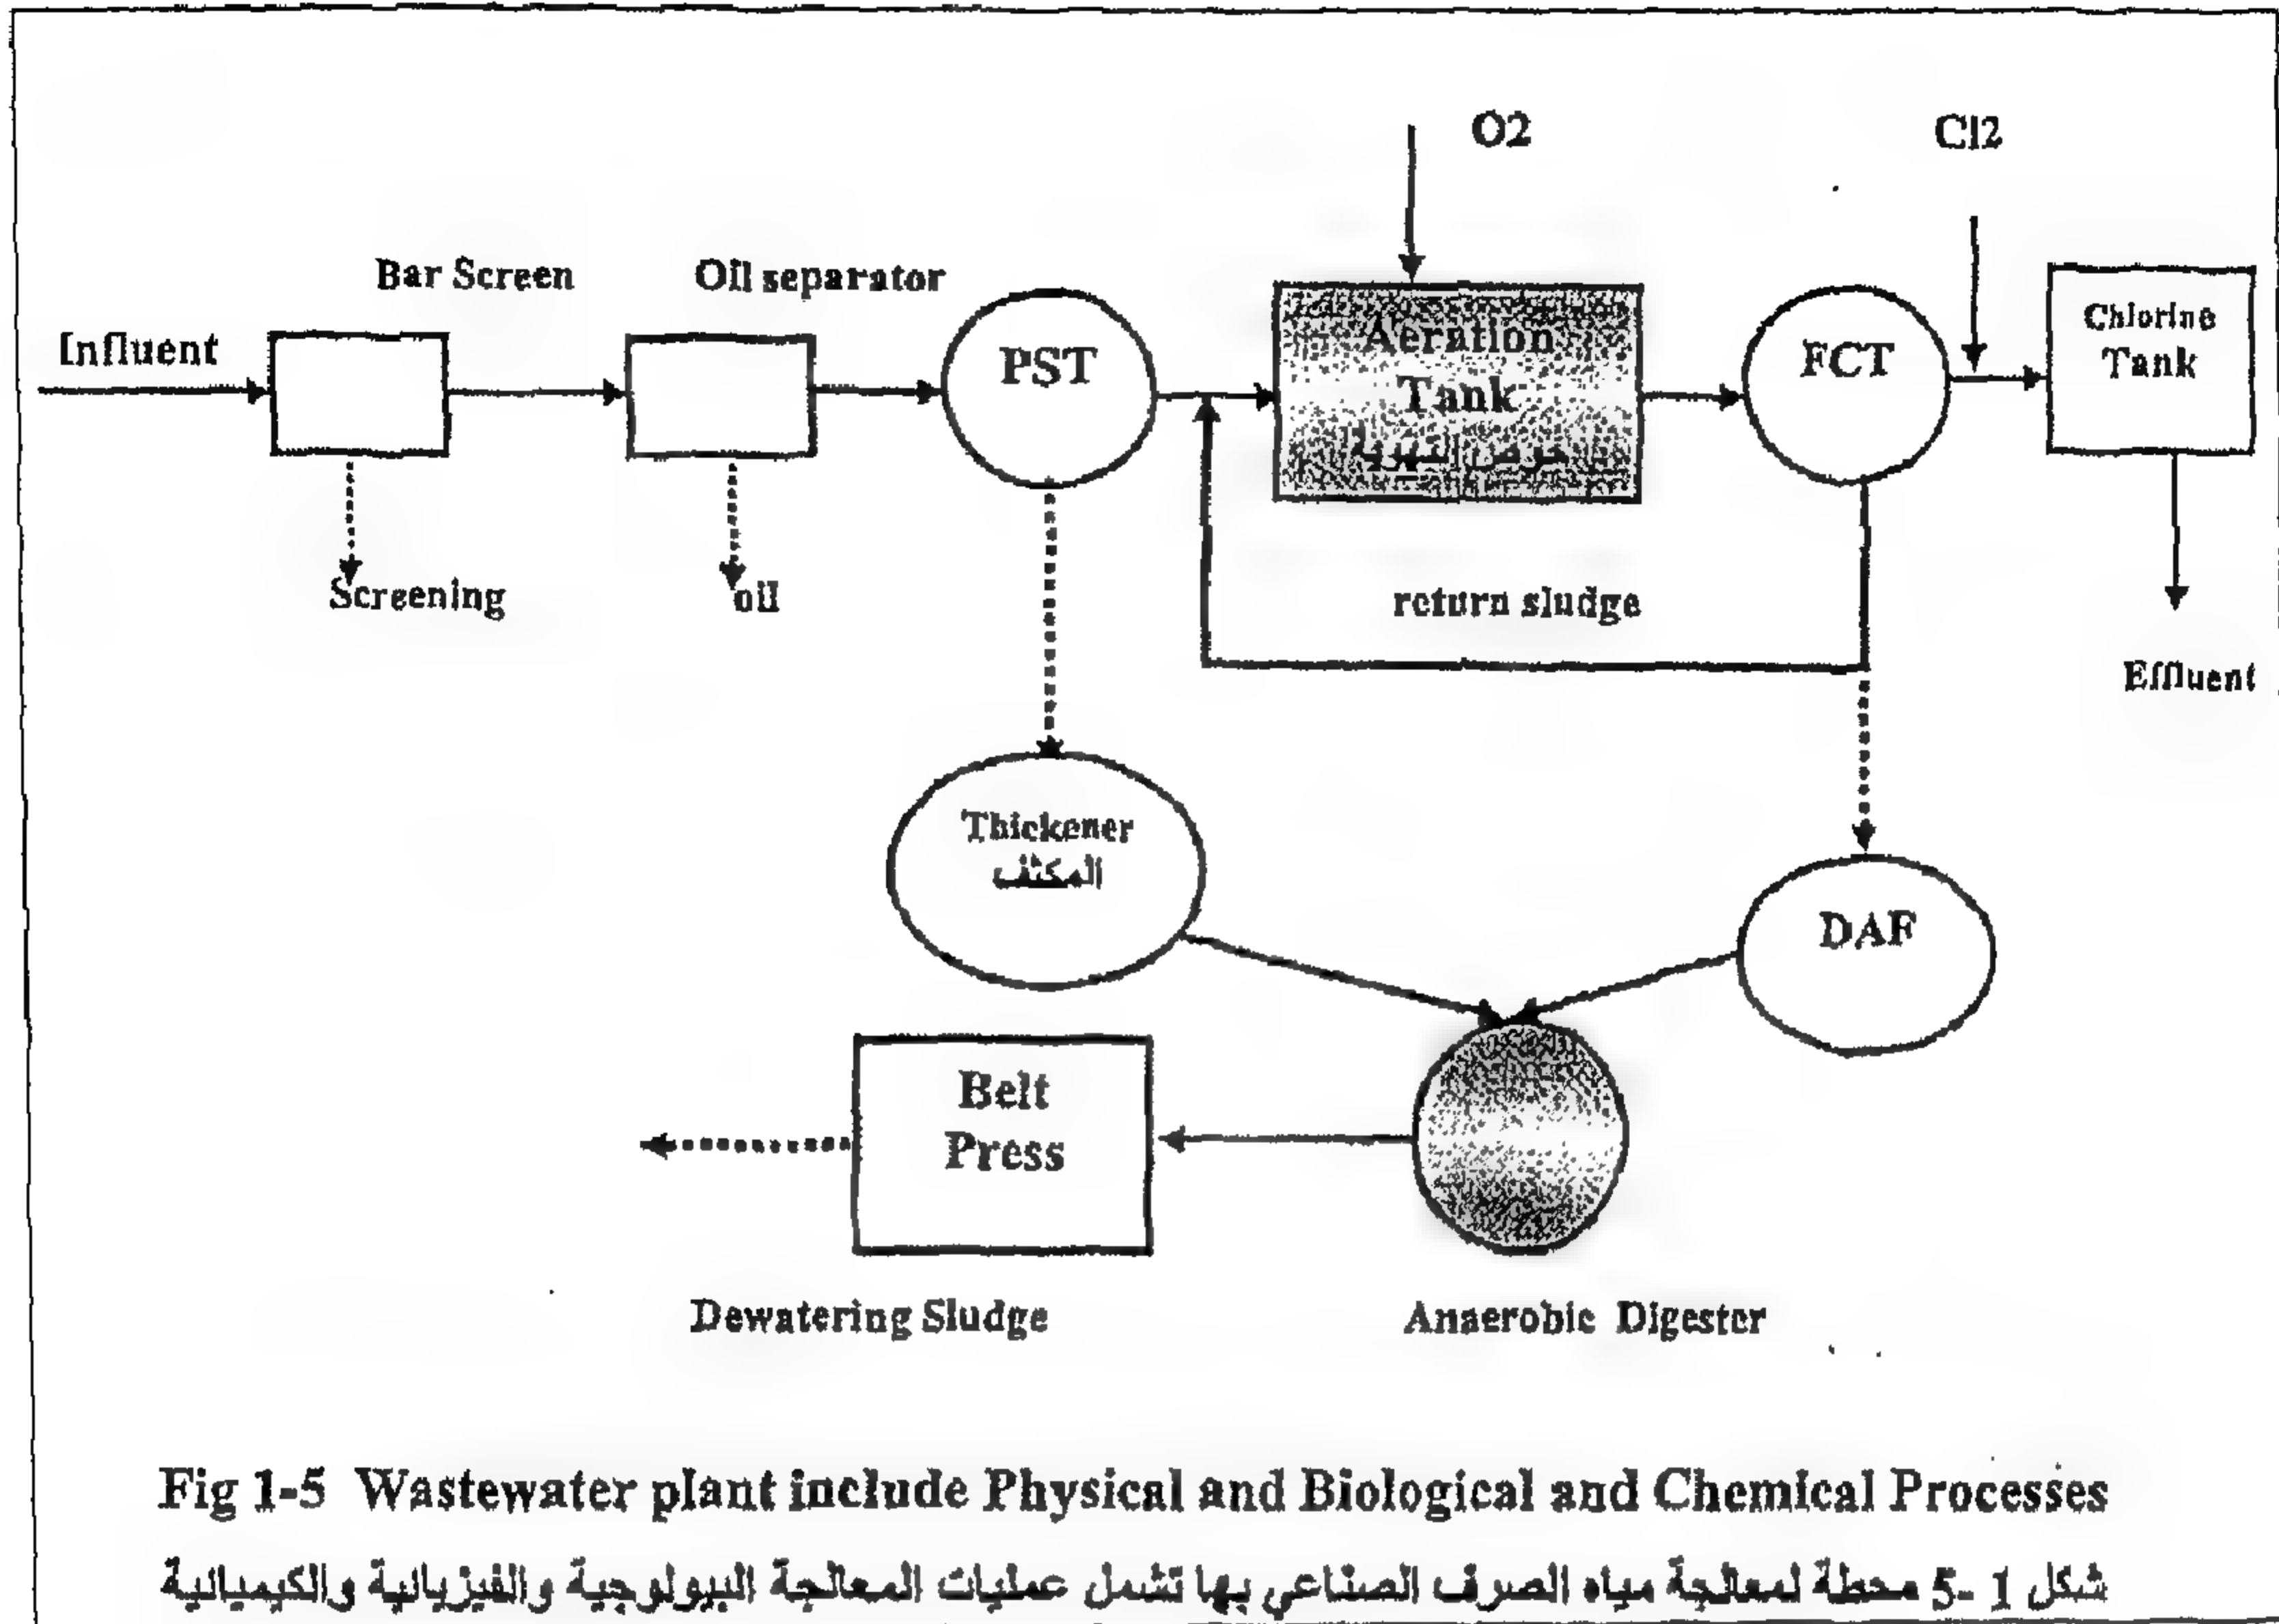 O2
Cl2
Bar Screen
Oil separator
Influent
PST
Aeration
Tank
حوض التهوية
FCT
Chlorine
Tank
Screening
oil
return sludge
Effluent
Thickener
المكثف
DAF
Belt
Press
Dewatering Sludge
Anaerobic Digester
Fig 1-5 Wastewater plant include Physical and Biological and Chemical Processes
شكل 1 -5 محطة لمعالجة مياه الصرف الصناعي بها تشمل عمليات المعالجة البيولوجية والفيزيائية والكيميائية